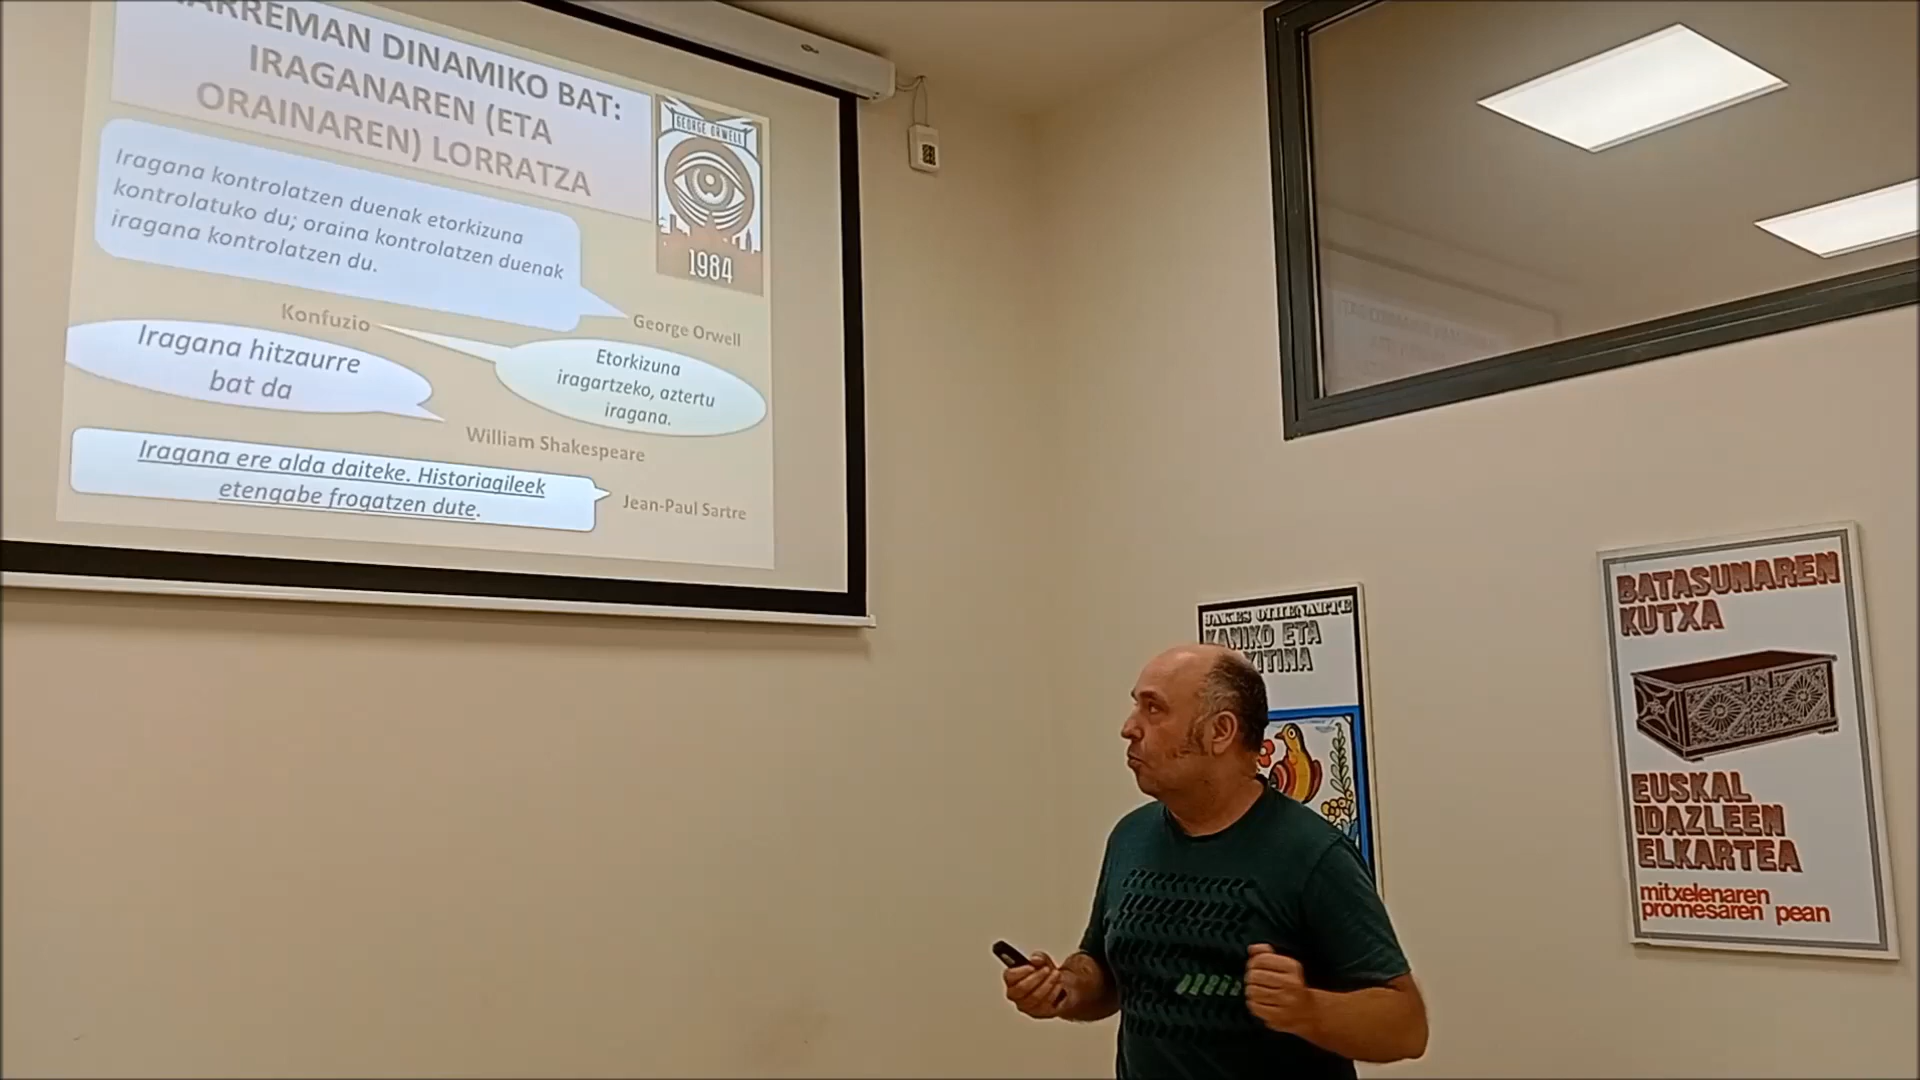 HARREMAN DINAMIKO BAT:
IRAGANAREN (ETA
ORAINAREN) LORRATZA
GEORGE ORWELL
1984
Iragana kontrolatzen duenak etorkizuna
kontrolatuko du; oraina kontrolatzen duenak
iragana kontrolatzen du.
George Orwell
Konfuzio
Etorkizuna
iragartzeko, aztertu
iragana.
Iragana hitzaurre
bat da
William Shakespeare
Iragana ere alda daiteke. Historiagileek
etengabe frogatzen dute.
Jean-Paul Sartre
JAKES OIHENARTE
KANIKO ETA
BATASUNAREN
KUTXA
EUSKAL
IDAZLEEN
ELKARTEA
mitxelenaren
promesaren pean